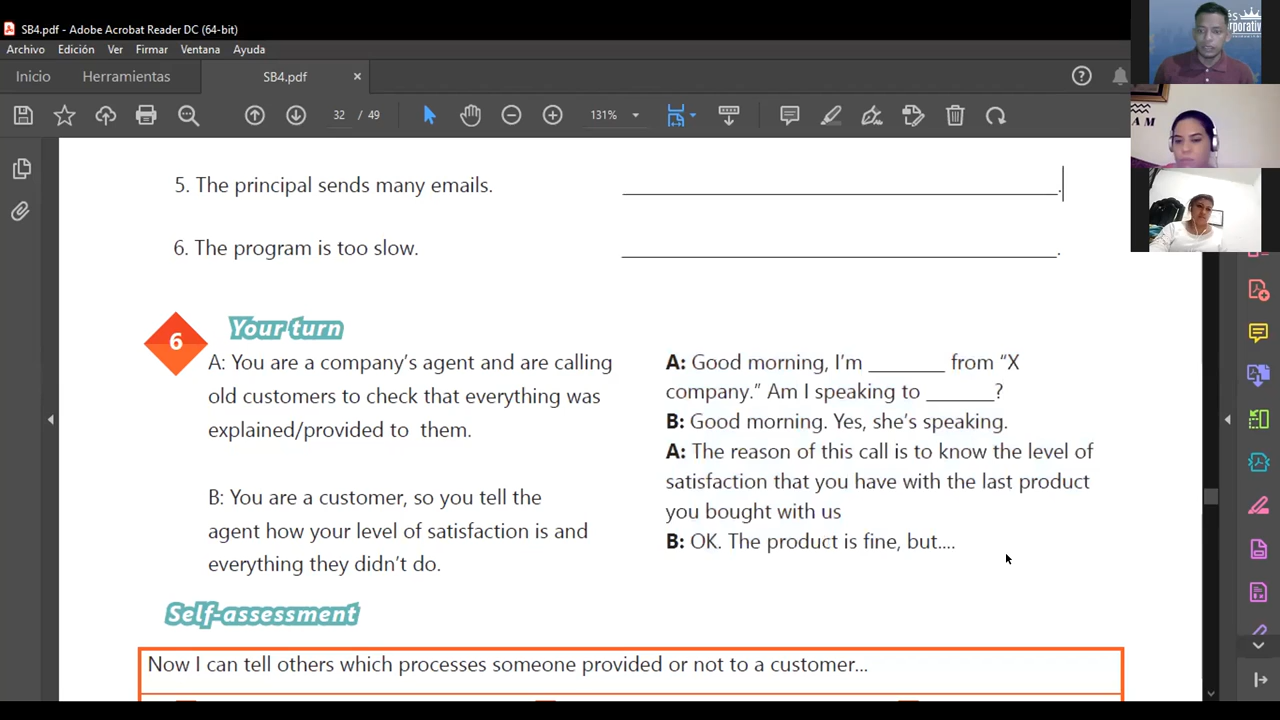 SB4.pdf - Adobe Acrobat Reader DC (64-bit)
Archivo Edición Ver Firmar Ventana Ayuda
Inicio Herramientas SB4.pdf
32 / 49 131%
5. The principal sends many emails. ____.
6. The program is too slow. ____.
6 Your turn
A: You are a company's agent and are calling
old customers to check that everything was
explained/provided to them.
B: You are a customer, so you tell the
agent how your level of satisfaction is and
everything they didn't do.
A: Good morning, I'm ____ from “X
company.” Am I speaking to ____?
B: Good morning. Yes, she's speaking.
A: The reason of this call is to know the level of
satisfaction that you have with the last product
you bought with us
B: OK. The product is fine, but....
Self-assessment
Now I can tell others which processes someone provided or not to a customer...